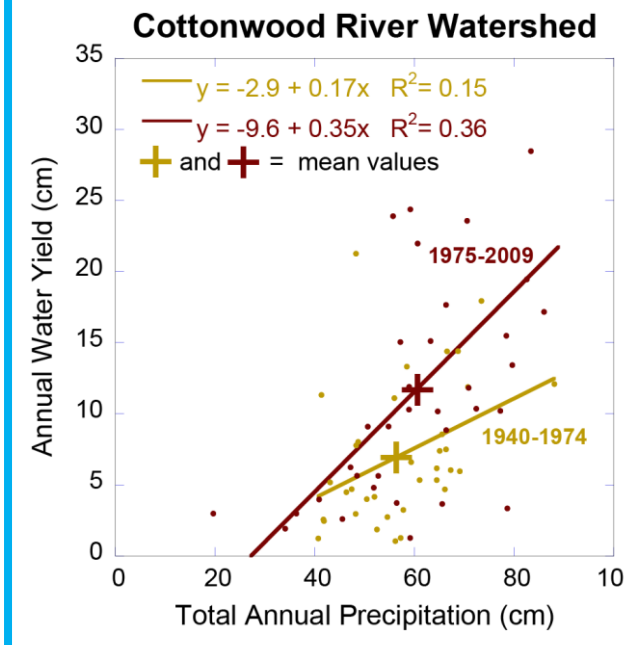 Cottonwood River Watershed
35
y = -2.9 + 0.17x R²= 0.15
y = -9.6 + 0.35x R²= 0.36
and = mean values
30
25
20
15
10
5
0
Annual Water Yield (cm)
1975-2009
1940-1974
0 20 40 60 80 10
Total Annual Precipitation (cm)